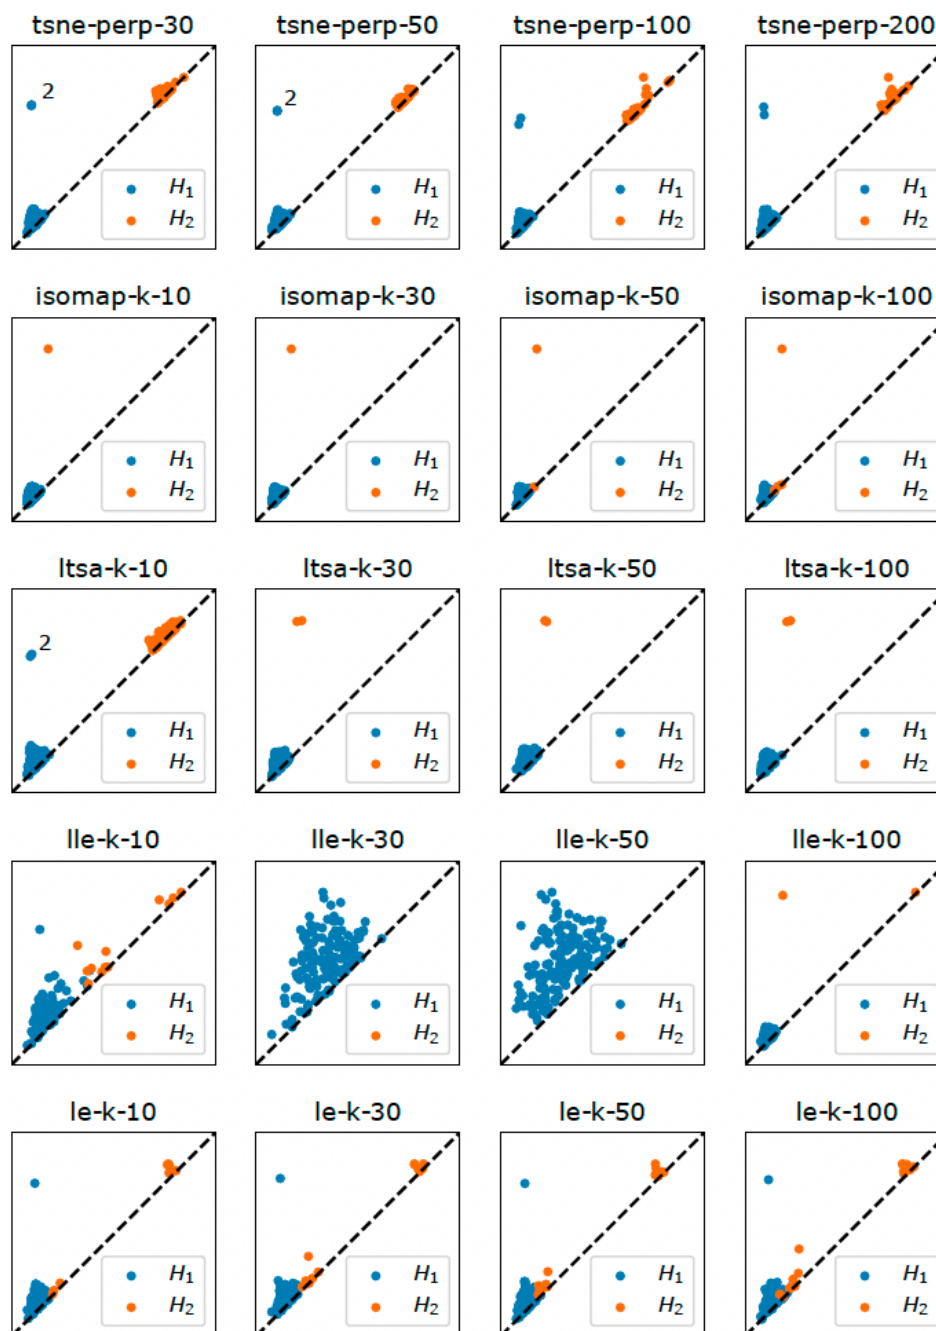 tsne-perp-30 tsne-perp-50 tsne-perp-100 tsne-perp-200
2 2
H₁ H₁ H₁ H₁
H₂ H₂ H₂ H₂
isomap-k-10 isomap-k-30 isomap-k-50 isomap-k-100
H₁ H₁ H₁ H₁
H₂ H₂ H₂ H₂
ltsa-k-10 ltsa-k-30 ltsa-k-50 ltsa-k-100
2
H₁ H₁ H₁ H₁
H₂ H₂ H₂ H₂
lle-k-10 lle-k-30 lle-k-50 lle-k-100
H₁ H₁ H₁ H₁
H₂ H₂ H₂ H₂
le-k-10 le-k-30 le-k-50 le-k-100
H₁ H₁ H₁ H₁
H₂ H₂ H₂ H₂